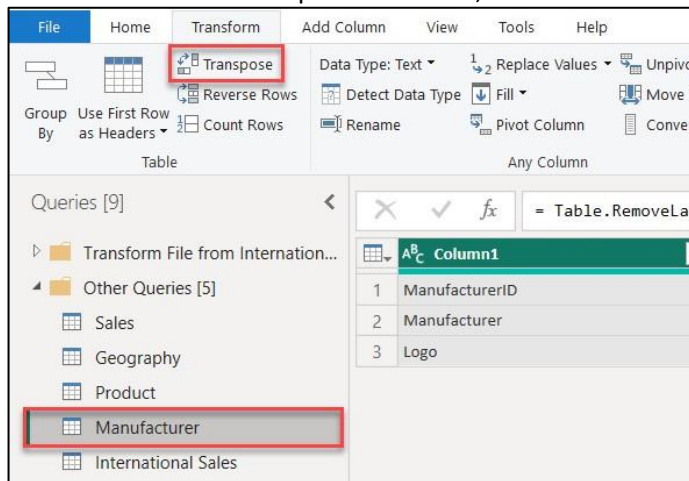 File Home Transform Add Column View Tools Help
Transpose Data Type: Text 1 2 Replace Values
Reverse Rows Detect Data Type Fill Move
Group By Use First Row as Headers Count Rows Rename Pivot Column
Table Any Column
Queries [9] < fx = Table.
Transform File from Internation... ABC Column1
Other Queries [5] 1 ManufacturerID
Sales 2 Manufacturer
Geography 3 Logo
Product
Manufacturer
International Sales